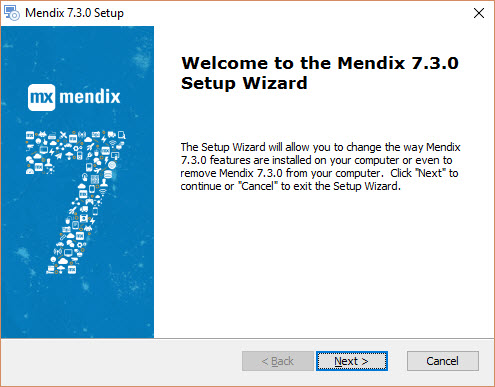 Mendix 7.3.0 Setup
mx mendix
Welcome to the Mendix 7.3.0
Setup Wizard
The Setup Wizard will allow you to change the way Mendix
7.3.0 features are installed on your computer or even to
remove Mendix 7.3.0 from your computer.  Click "Next" to
continue or "Cancel" to exit the Setup Wizard.
7
< Back
Next >
Cancel